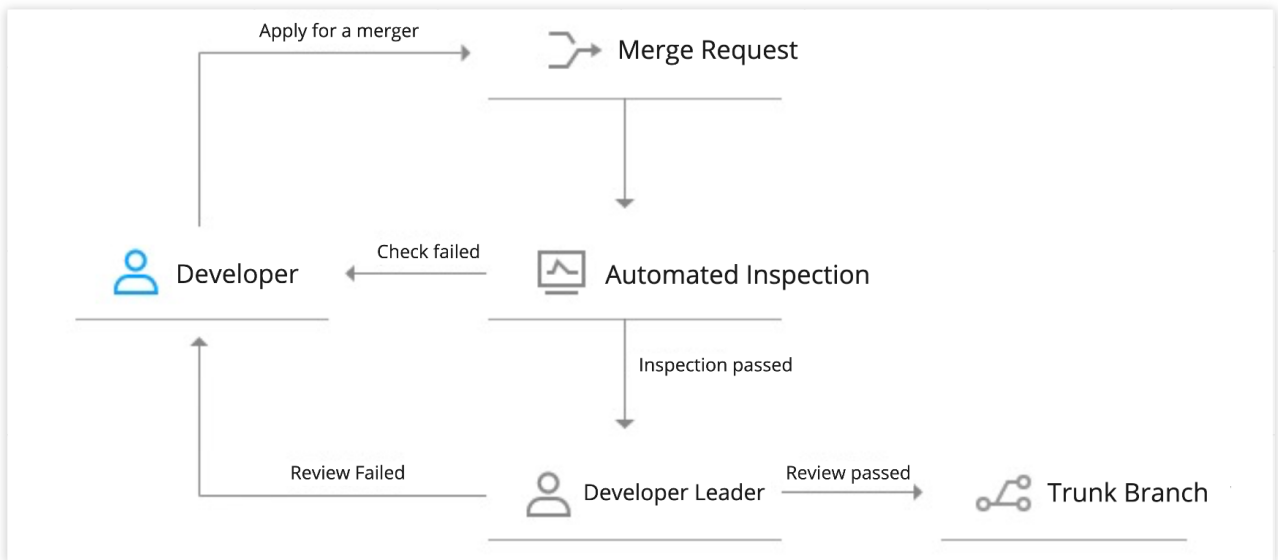 Apply for a merger
Merge Request
Check failed
Developer
Automated Inspection
Inspection passed
Review Failed
Developer Leader
Review passed
Trunk Branch